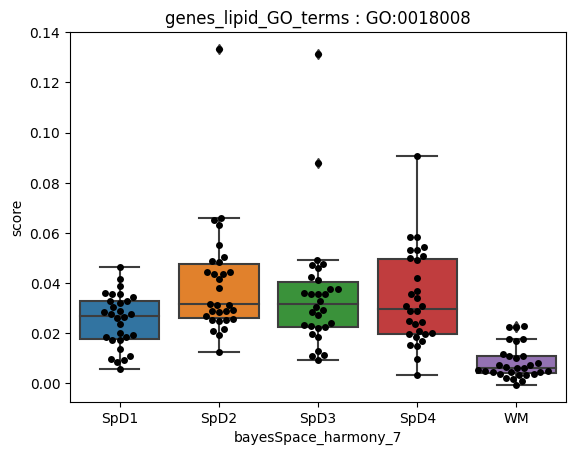 genes_lipid_GO_terms : GO:0018008
0.14
0.12
0.10
0.08
0.06
0.04
0.02
0.00
score
SpD1 SpD2 SpD3 SpD4 WM
bayesSpace_harmony_7